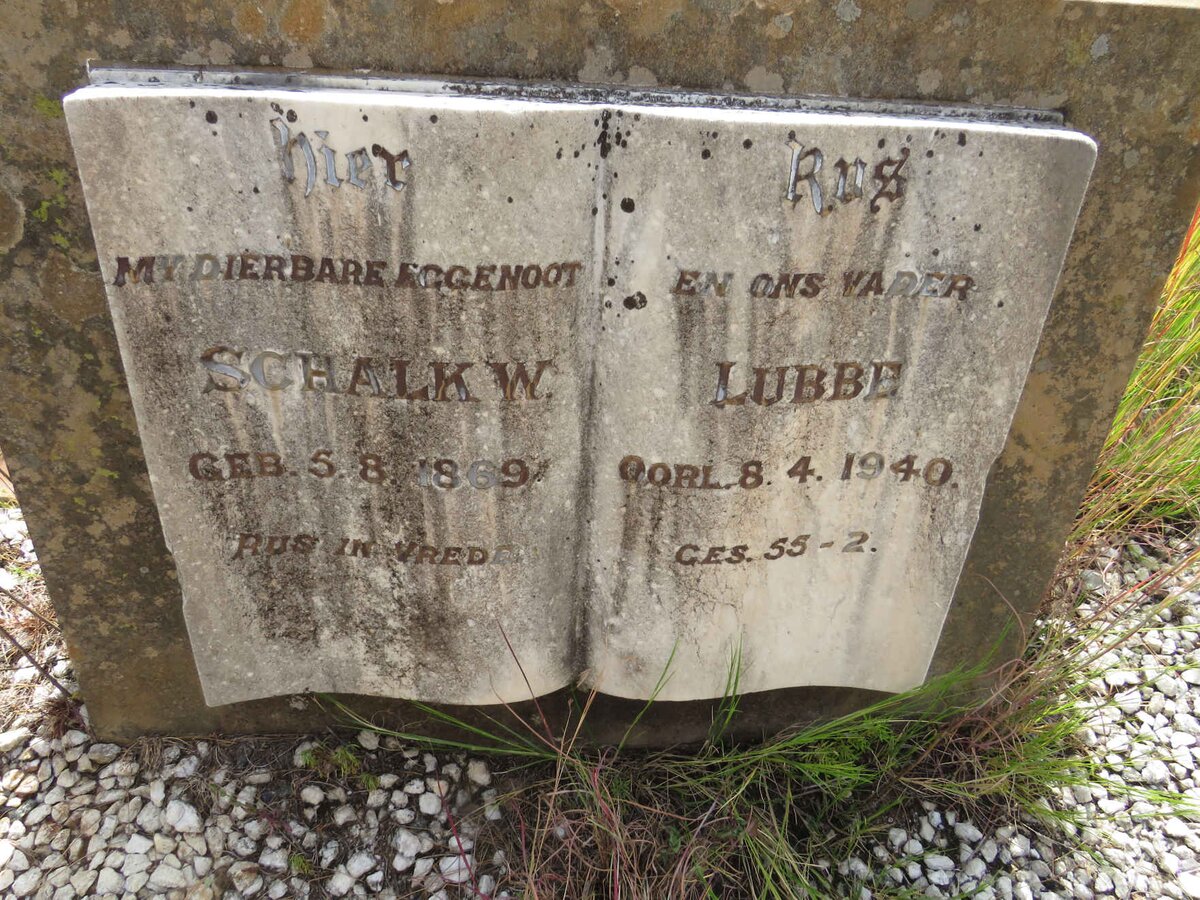 Hier Rus
MY DIERBARE EGGENOOT EN ONS VADER
SCHALK W. LUBBE
GEB. 5. 8. 1869. OORL. 8. 4. 1940.
RUS IN VREDE GES. 55 - 2.